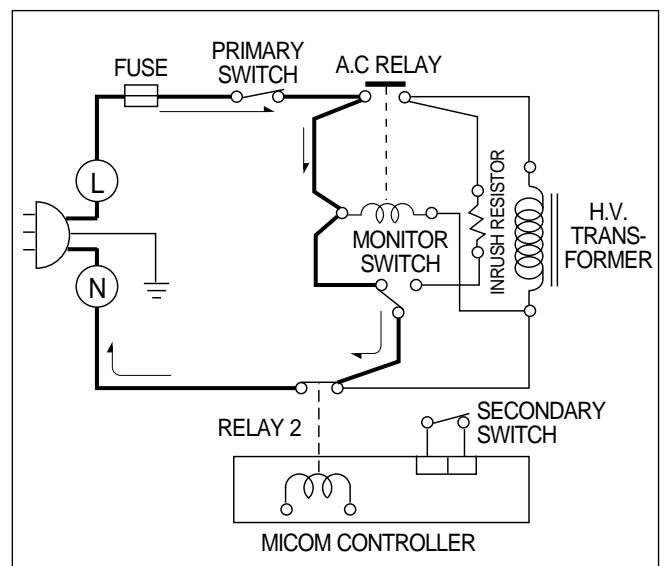 PRIMARY
SWITCH
FUSE
A.C RELAY
L
N
MONITOR
SWITCH
INRUSH RESISTOR
H.V.
TRANS-
FORMER
RELAY 2
SECONDARY
SWITCH
MICOM CONTROLLER